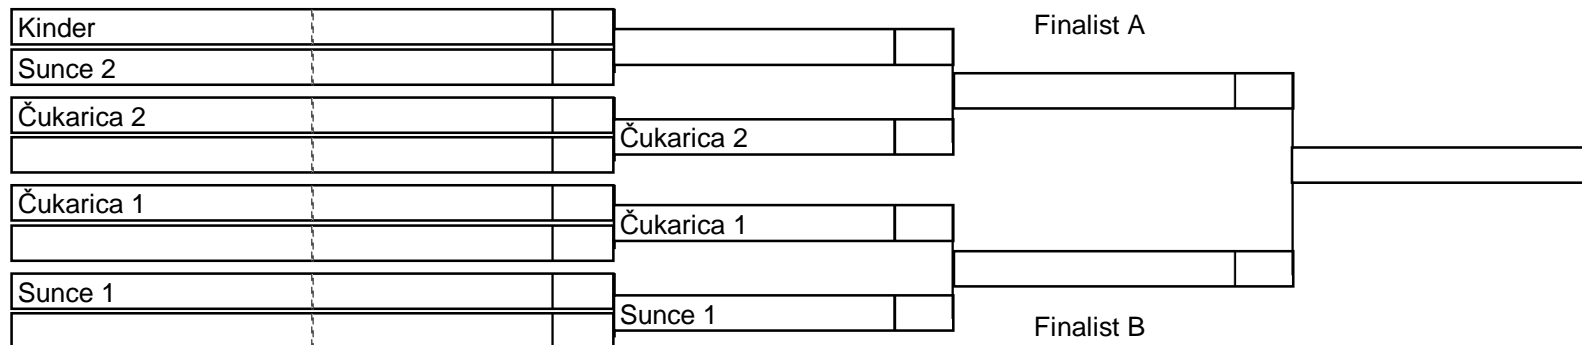 Kinder
Sunce 2
Čukarica 2
Čukarica 1
Sunce 1
Čukarica 2
Čukarica 1
Sunce 1
Finalist A
Finalist B